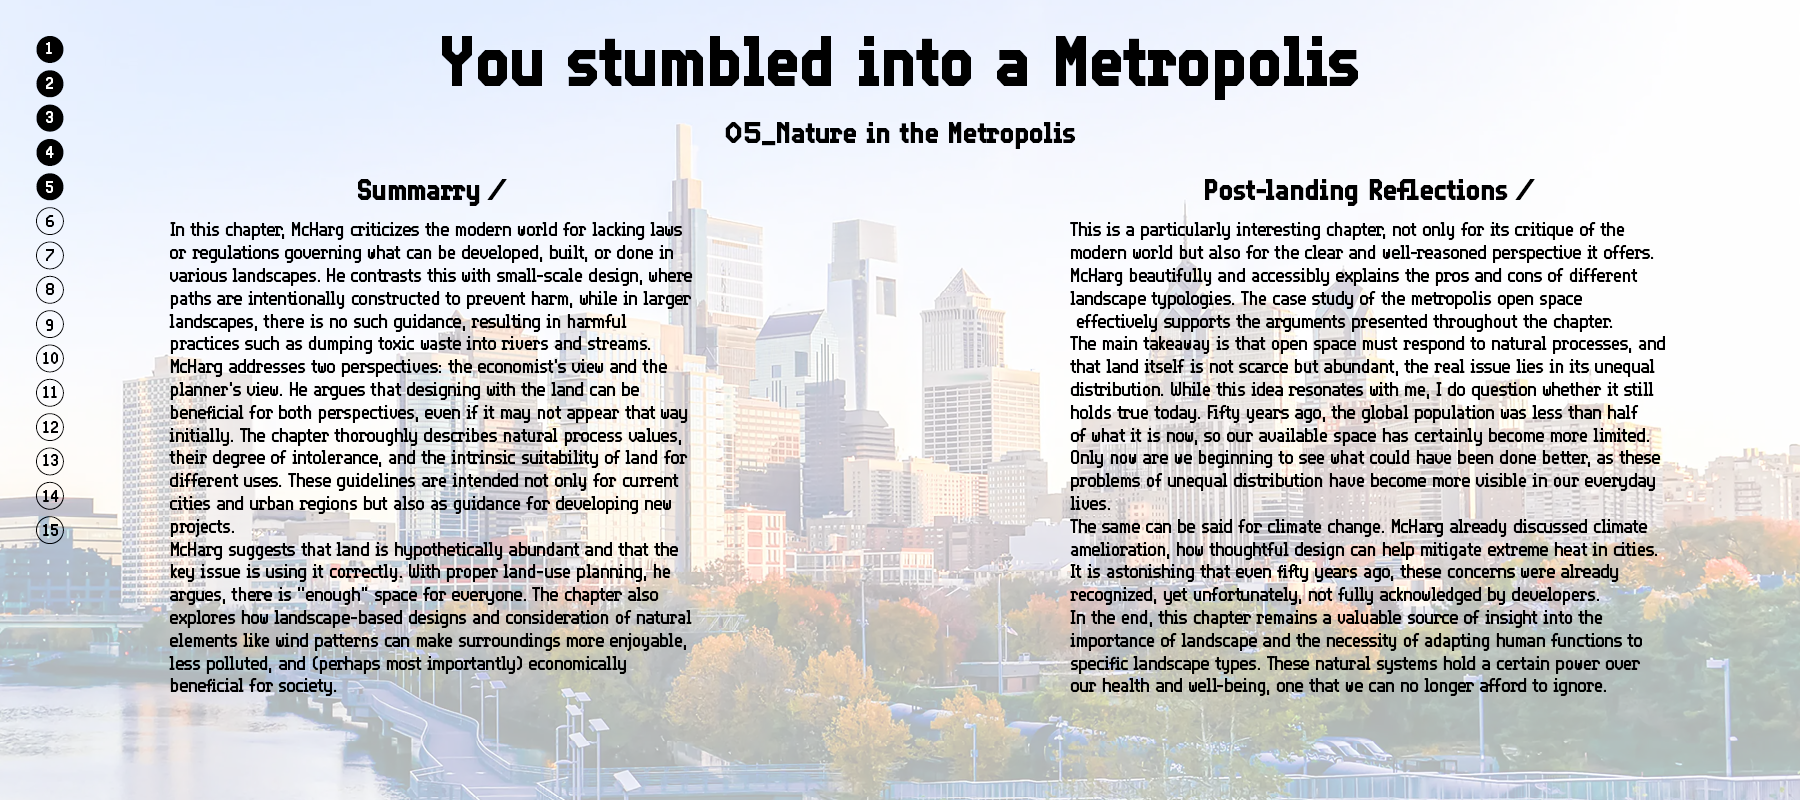 You stumbled into a Metropolis
05_Nature in the Metropolis
1
2
3
4
5
6
7
8
9
10
11
12
13
14
15
Summarry /
In this chapter, McHarg criticizes the modern world for lacking laws
or regulations governing what can be developed, built, or done in
various landscapes. He contrasts this with small-scale design, where
paths are intentionally constructed to prevent harm, while in larger
landscapes, there is no such guidance, resulting in harmful
practices such as dumping toxic waste into rivers and streams.
McHarg addresses two perspectives: the economist's view and the
planner's view. He argues that designing with the land can be
beneficial for both perspectives, even if it may not appear that way
initially. The chapter thoroughly describes natural process values,
their degree of intolerance, and the intrinsic suitability of land for
different uses. These guidelines are intended not only for current
cities and urban regions but also as guidance for developing new
projects.
McHarg suggests that land is hypothetically abundant and that the
key issue is using it correctly. With proper land-use planning, he
argues, there is "enough" space for everyone. The chapter also
explores how landscape-based designs and consideration of natural
elements like wind patterns can make surroundings more enjoyable,
less polluted, and (perhaps most importantly) economically
beneficial for society.
Post-landing Reflections /
This is a particularly interesting chapter, not only for its critique of the
modern world but also for the clear and well-reasoned perspective it offers.
McHarg beautifully and accessibly explains the pros and cons of different
landscape typologies. The case study of the metropolis open space
effectively supports the arguments presented throughout the chapter.
The main takeaway is that open space must respond to natural processes, and
that land itself is not scarce but abundant, the real issue lies in its unequal
distribution. While this idea resonates with me, I do question whether it still
holds true today. Fifty years ago, the global population was less than half
of what it is now, so our available space has certainly become more limited.
Only now are we beginning to see what could have been done better, as these
problems of unequal distribution have become more visible in our everyday
lives.
The same can be said for climate change. McHarg already discussed climate
amelioration, how thoughtful design can help mitigate extreme heat in cities.
It is astonishing that even fifty years ago, these concerns were already
recognized, yet unfortunately, not fully acknowledged by developers.
In the end, this chapter remains a valuable source of insight into the
importance of landscape and the necessity of adapting human functions to
specific landscape types. These natural systems hold a certain power over
our health and well-being, one that we can no longer afford to ignore.